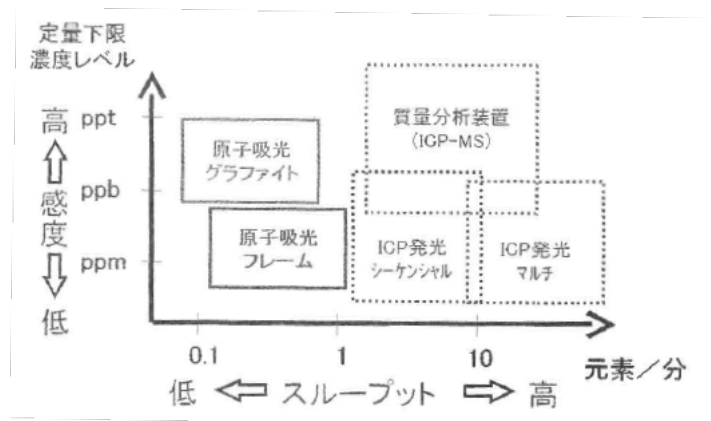 定量下限
濃度レベル
高
ppt
感度
ppb
ppm
低
原子吸光
グラファイト
原子吸光
フレーム
質量分析装置
(ICP-MS)
ICP発光
シーケンシャル
ICP発光
マルチ
0.1
1
10
元素/分
低
スループット
高